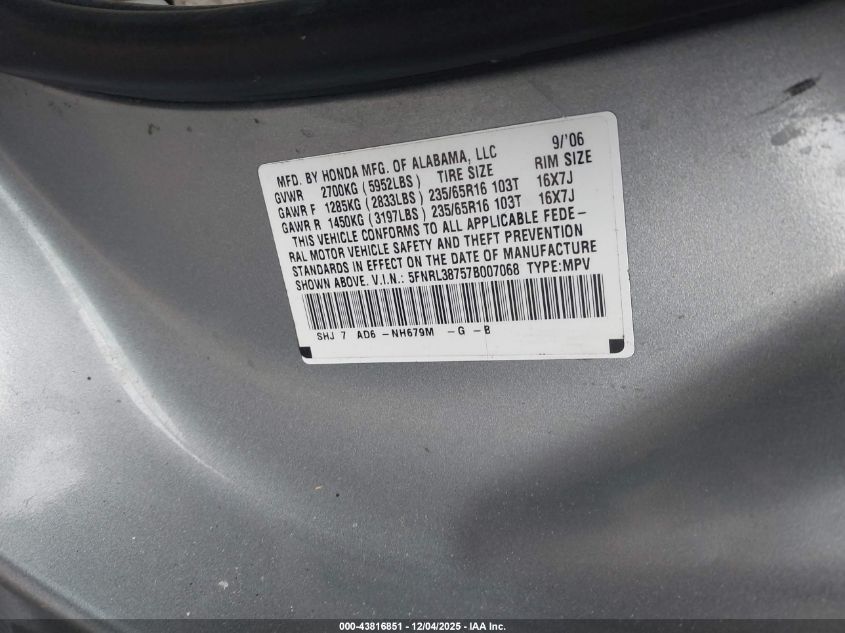 MFD. BY HONDA MFG. OF ALABAMA, LLC 9/'06
GVWR 2700KG (5952LBS) TIRE SIZE RIM SIZE
GAWR F 1285KG (2833LBS) 235/65R16 103T 16X7J
GAWR R 1450KG (3197LBS) 235/65R16 103T 16X7J
THIS VEHICLE CONFORMS TO ALL APPLICABLE FEDE-
RAL MOTOR VEHICLE SAFETY AND THEFT PREVENTION
STANDARDS IN EFFECT ON THE DATE OF MANUFACTURE
SHOWN ABOVE. V.I.N.: 5FNRL38757B007068 TYPE:MPV
SHJ 7 AD6 -NH679M -G -B
000-43816851 - 12/04/2025 - IAA Inc.